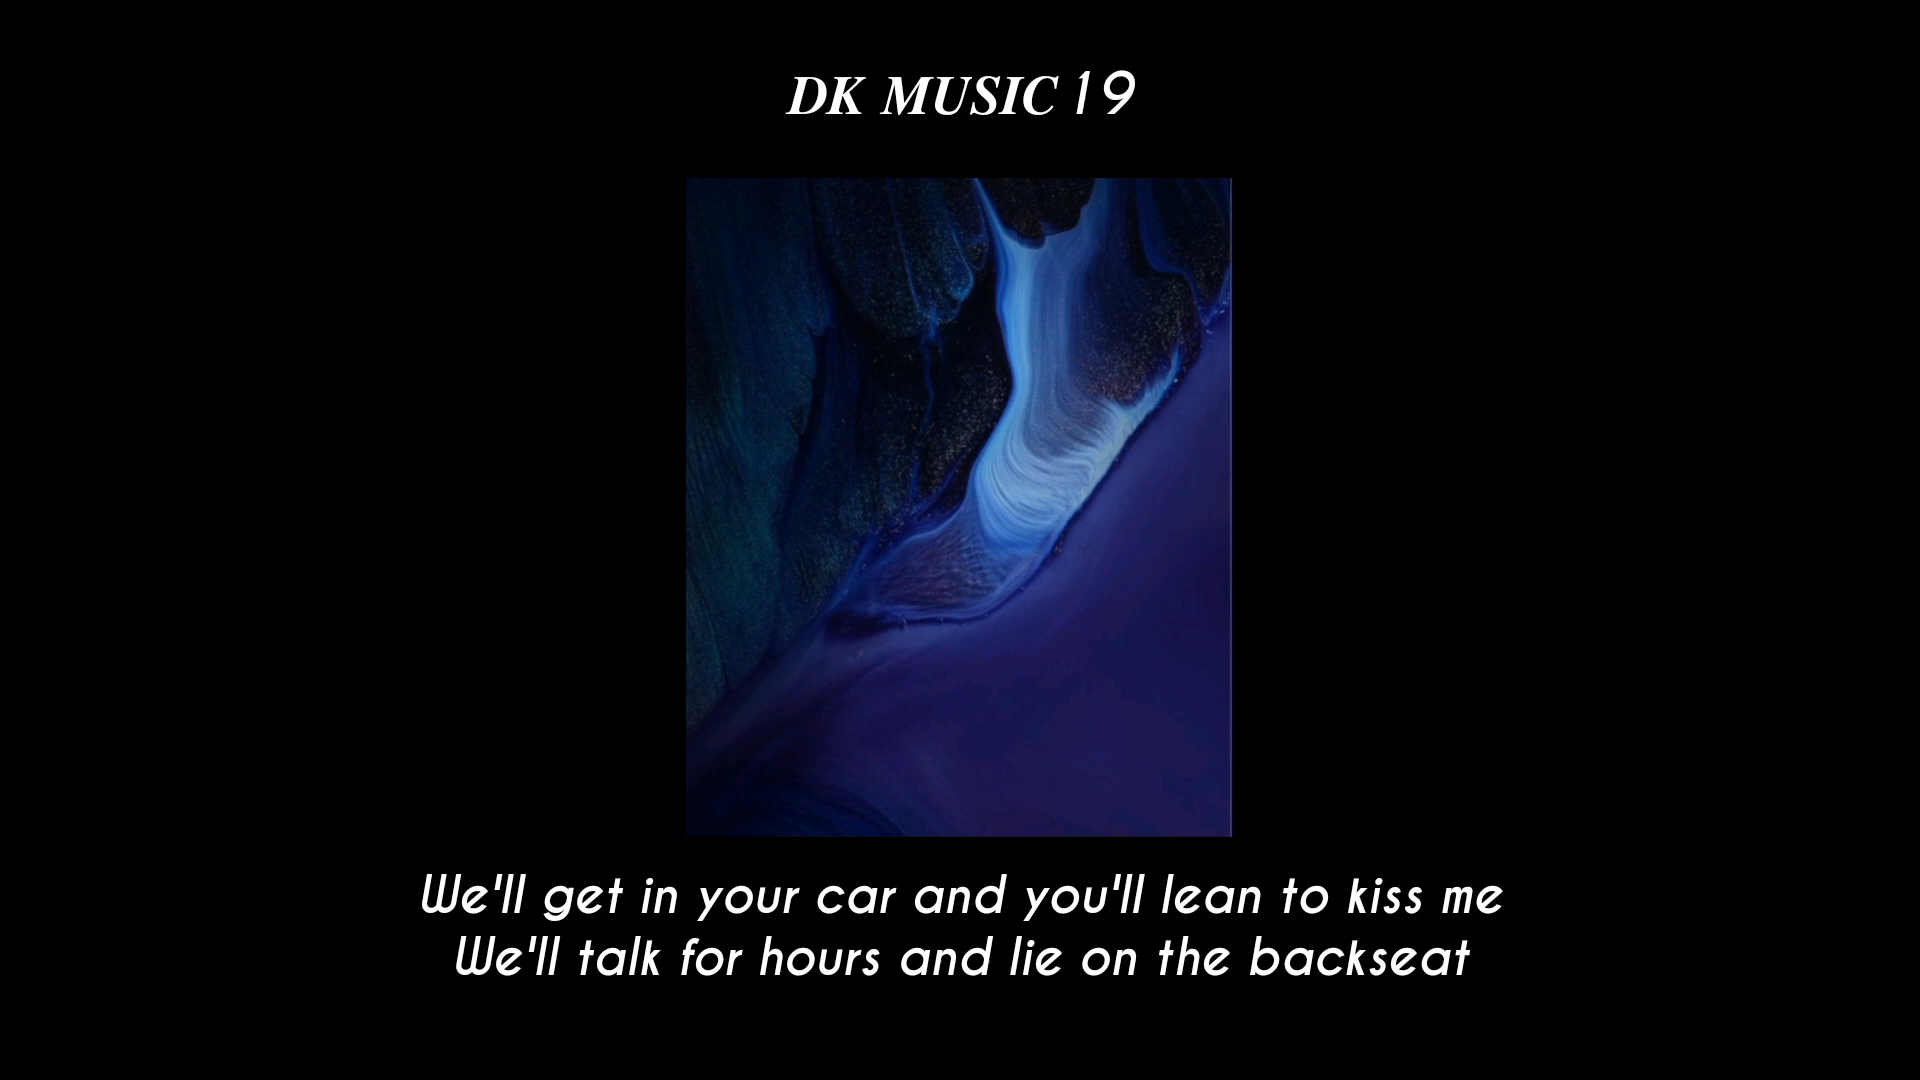 DK MUSIC 19
We'll get in your car and you'll lean to kiss me
We'll talk for hours and lie on the backseat